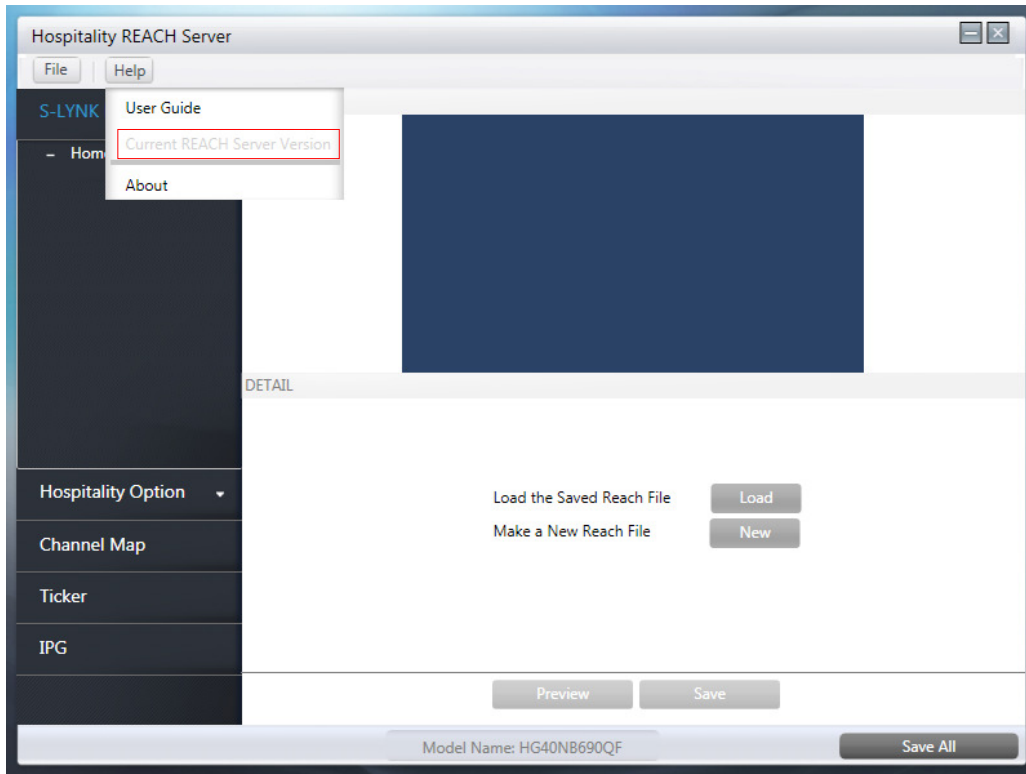 Hospitality REACH Server
File Help
S-LYNK
User Guide
Current REACH Server Version
About
– Hom
DETAIL
Hospitality Option
Channel Map
Ticker
IPG
Load the Saved Reach File Load
Make a New Reach File New
Preview Save
Model Name: HG40NB690QF
Save All